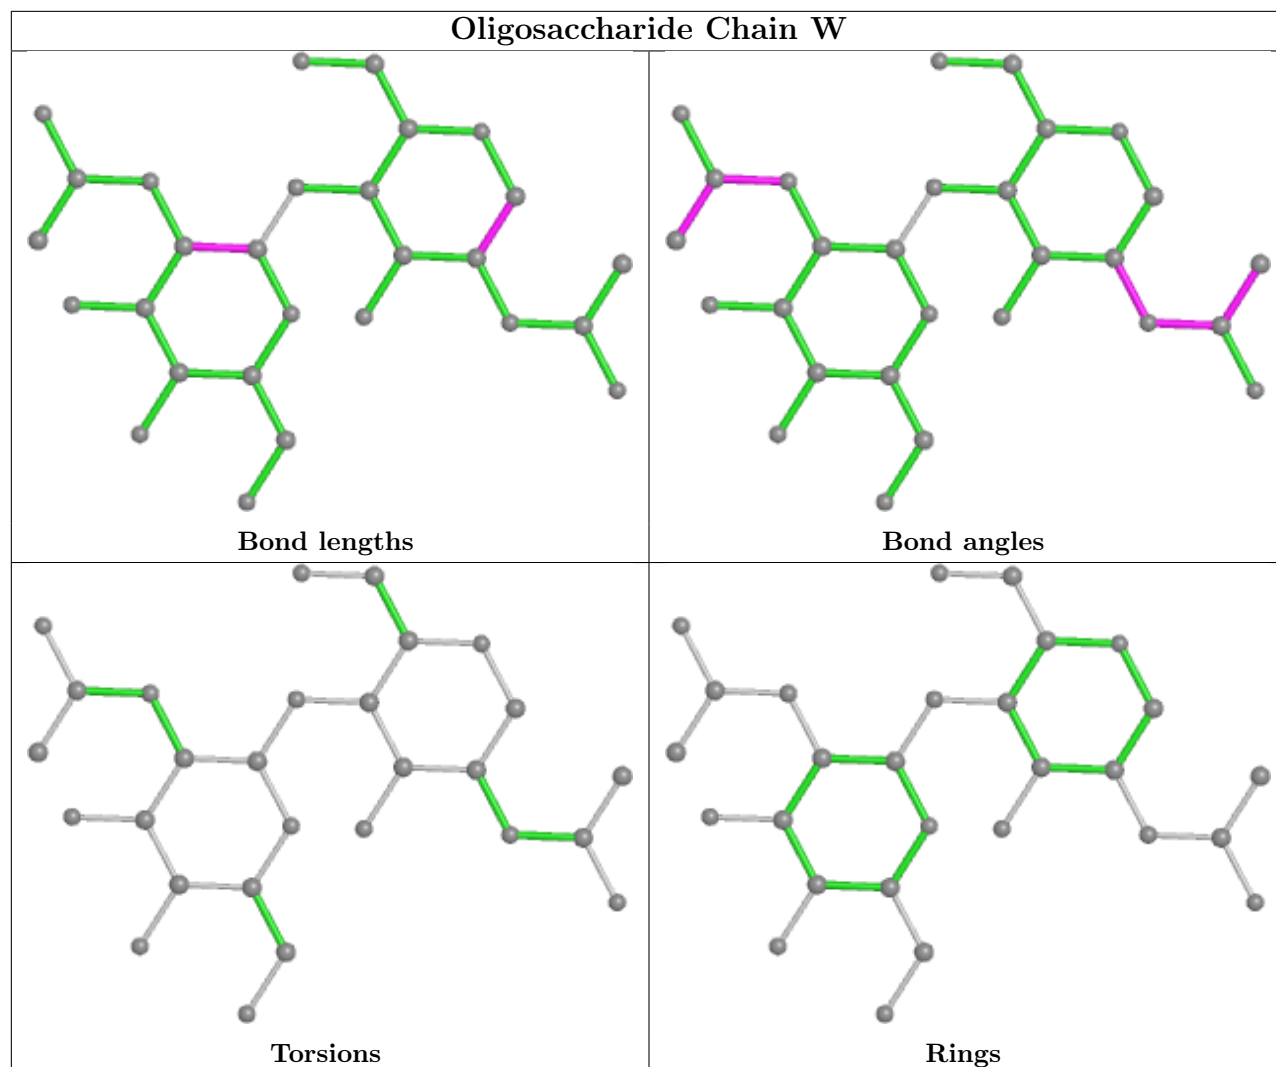 Oligosaccharide Chain W
Bond lengths
Bond angles
Torsions
Rings